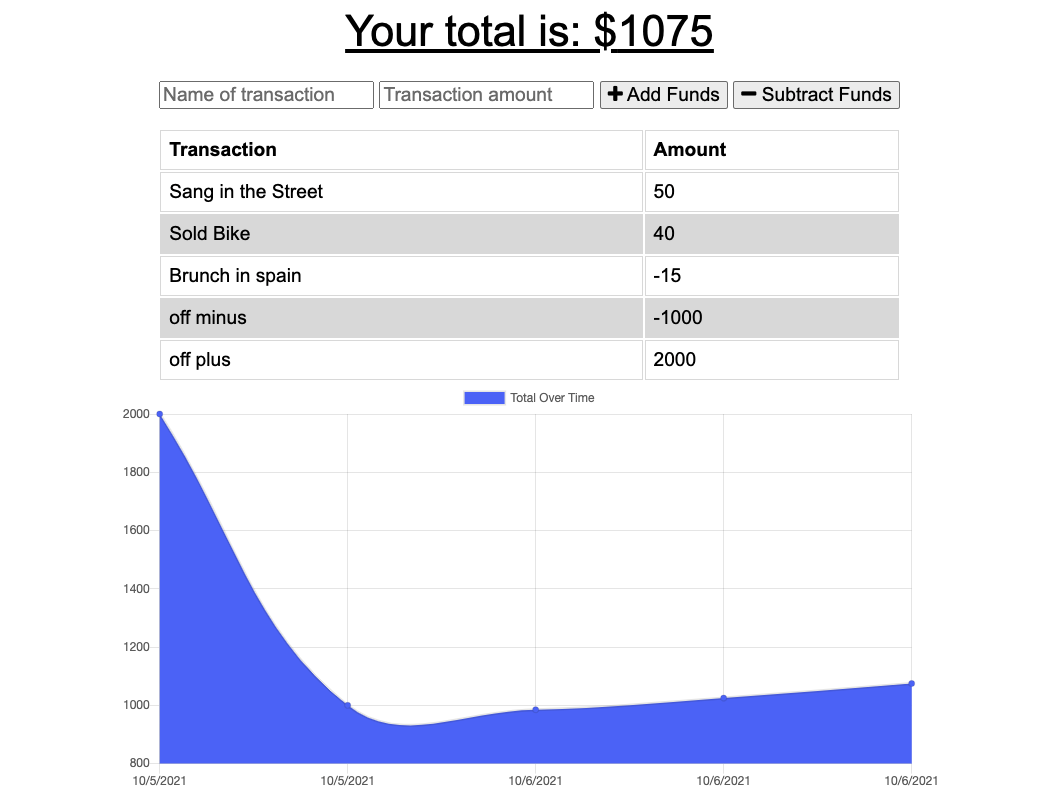 Your total is: $1075
Name of transaction Transaction amount + Add Funds − Subtract Funds
Transaction Amount
Sang in the Street 50
Sold Bike 40
Brunch in spain -15
off minus -1000
off plus 2000
Total Over Time
2000
1800
1600
1400
1200
1000
800
10/5/2021 10/5/2021 10/6/2021 10/6/2021 10/6/2021